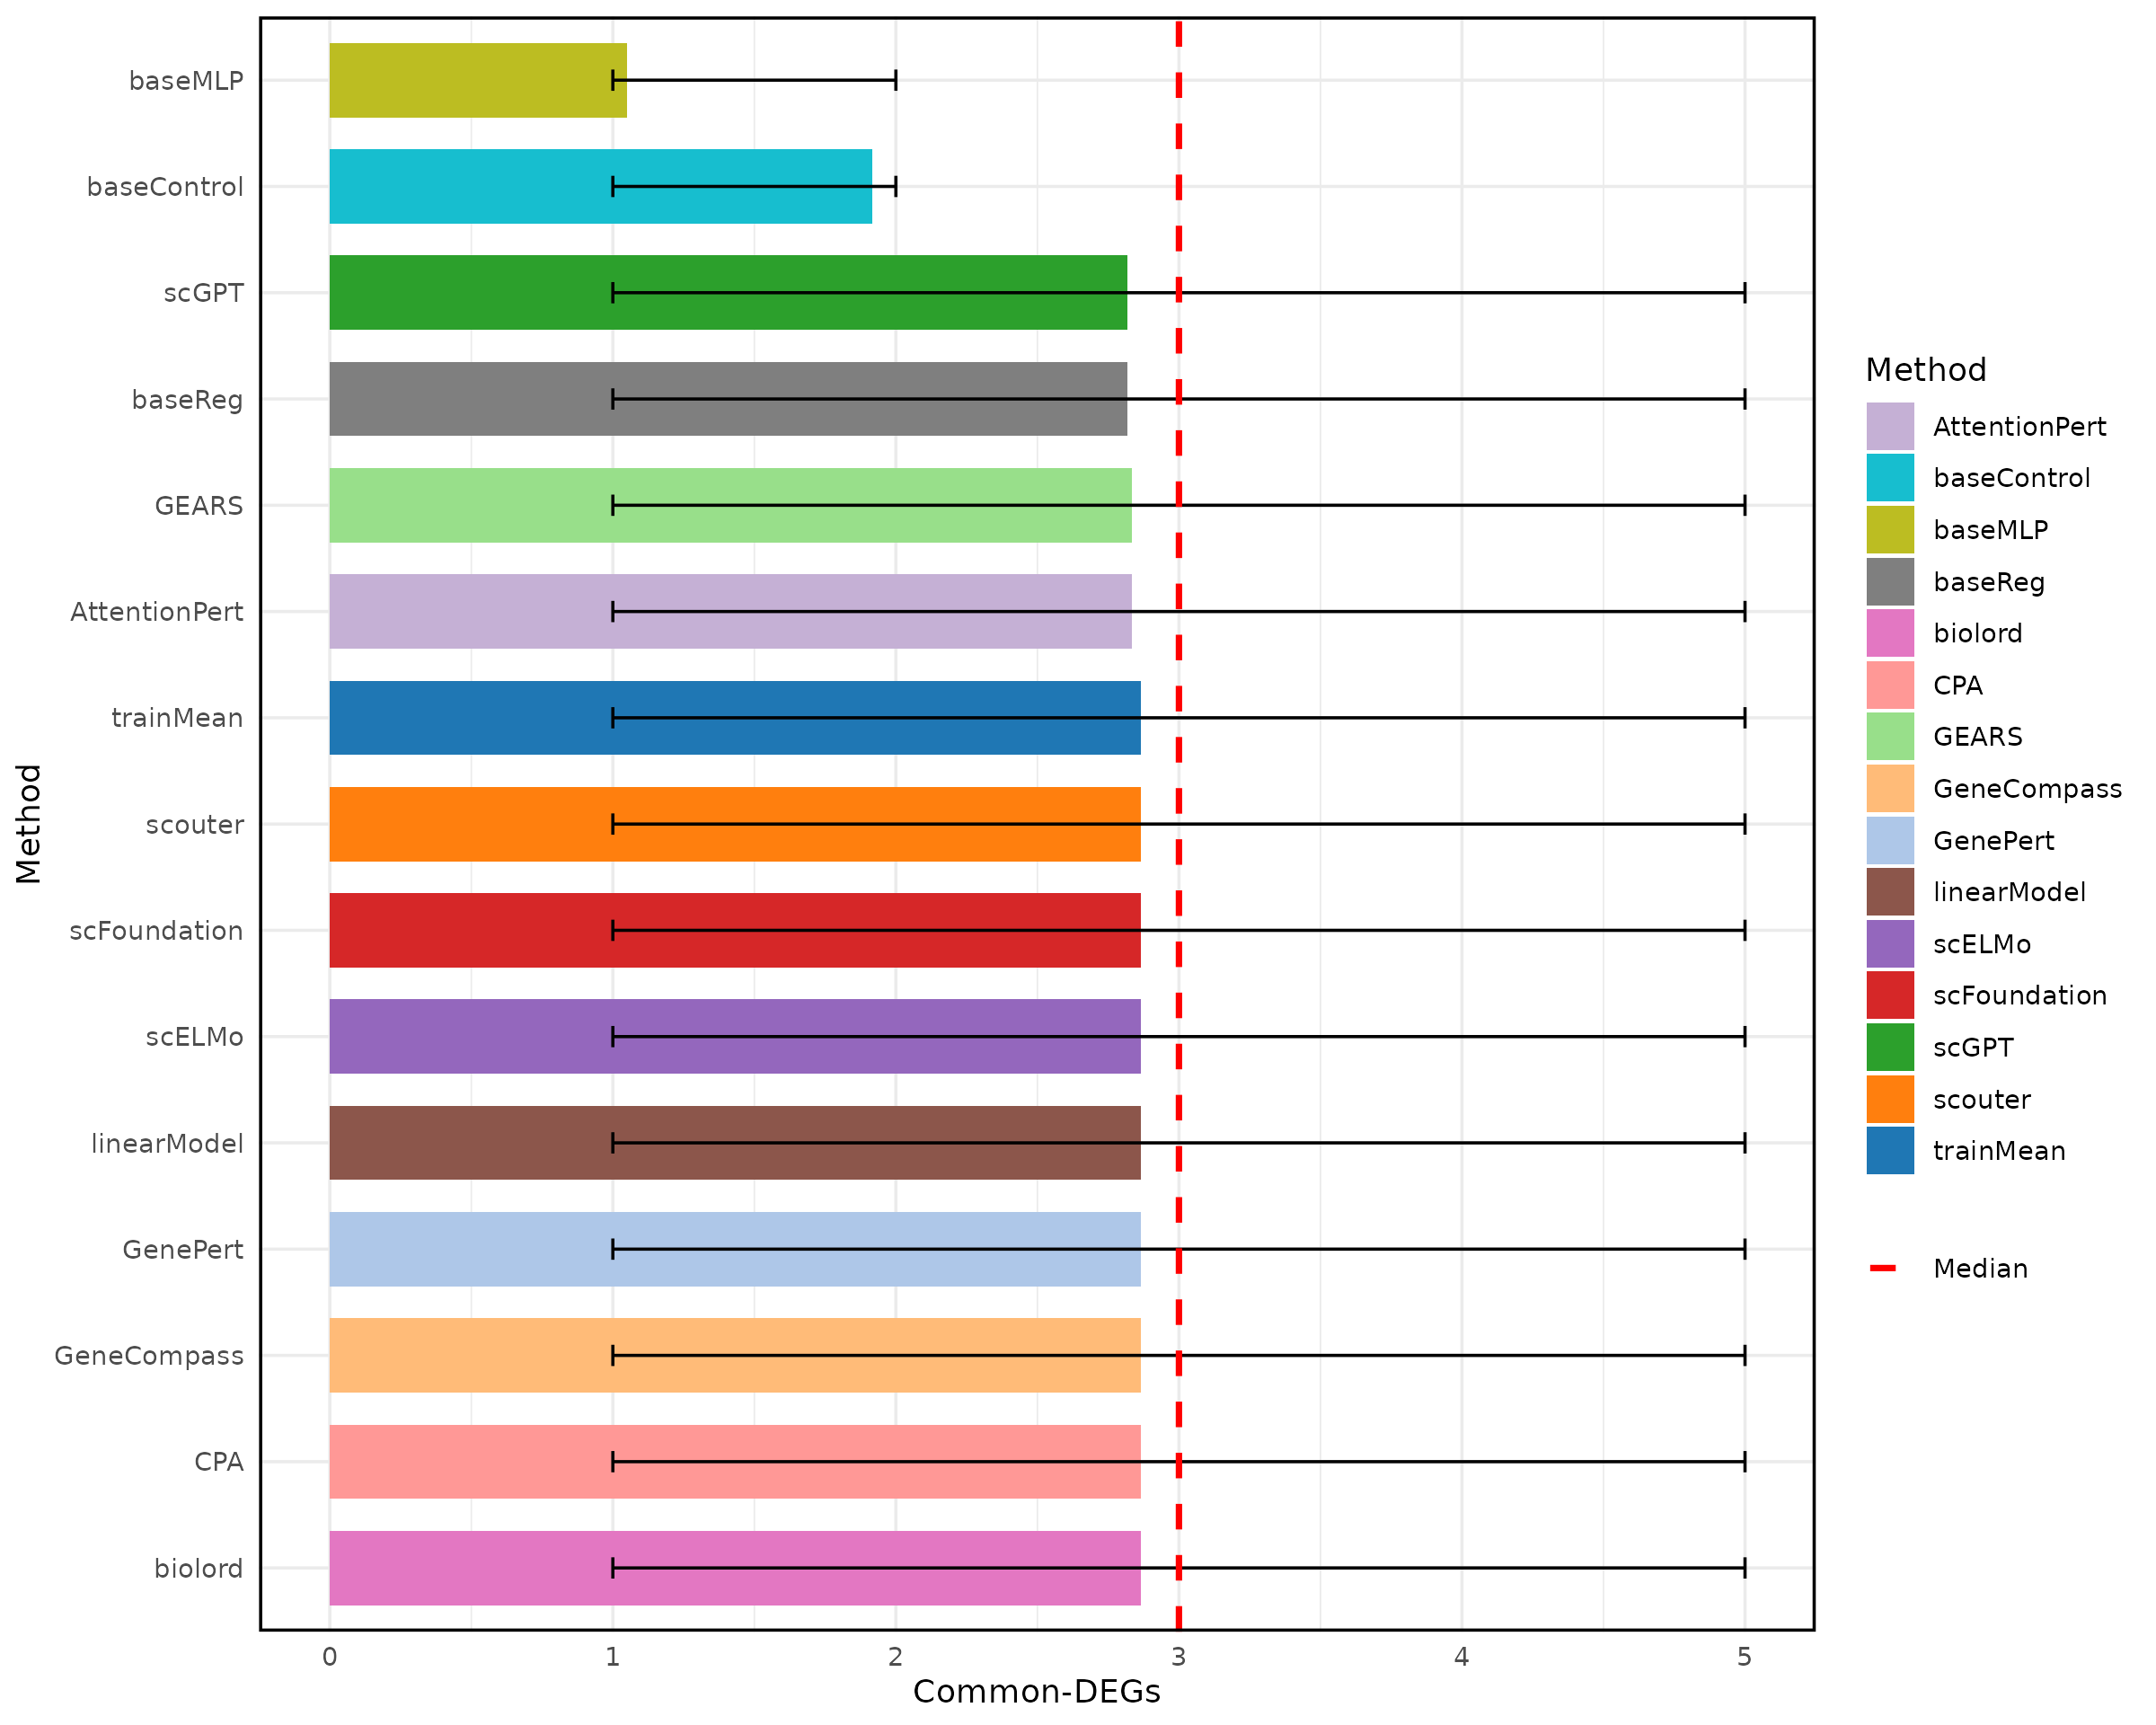 Method
baseMLP
baseControl
scGPT
baseReg
GEARS
AttentionPert
trainMean
scouter
scFoundation
scELMo
linearModel
GenePert
GeneCompass
CPA
biolord
0 1 2 3 4 5
Common-DEGs
Method
AttentionPert
baseControl
baseMLP
baseReg
biolord
CPA
GEARS
GeneCompass
GenePert
linearModel
scELMo
scFoundation
scGPT
scouter
trainMean
Median